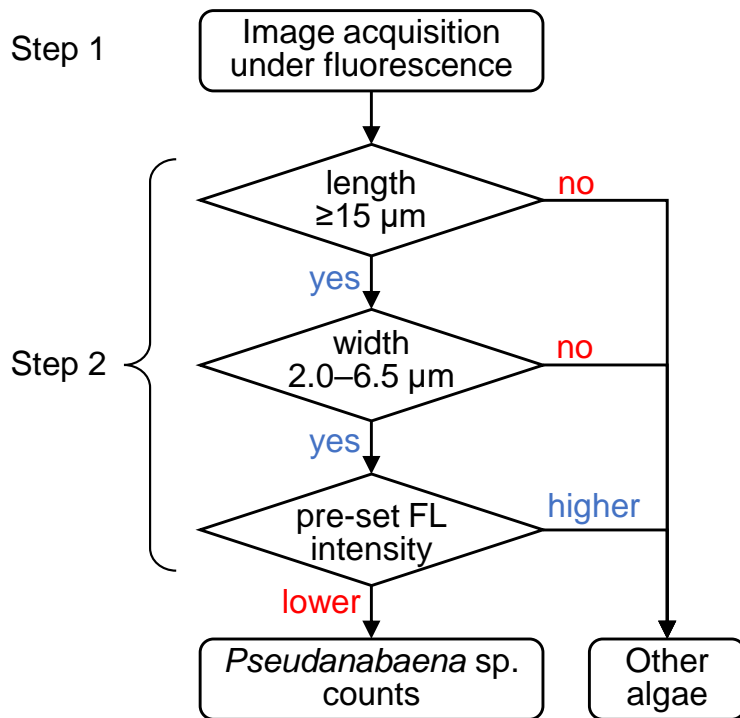 Step 1
Image acquisition
under fluorescence
length
≥15 µm
no
yes
Step 2
width
2.0–6.5 µm
no
yes
pre-set FL
intensity
higher
lower
Pseudanabaena sp.
counts
Other
algae